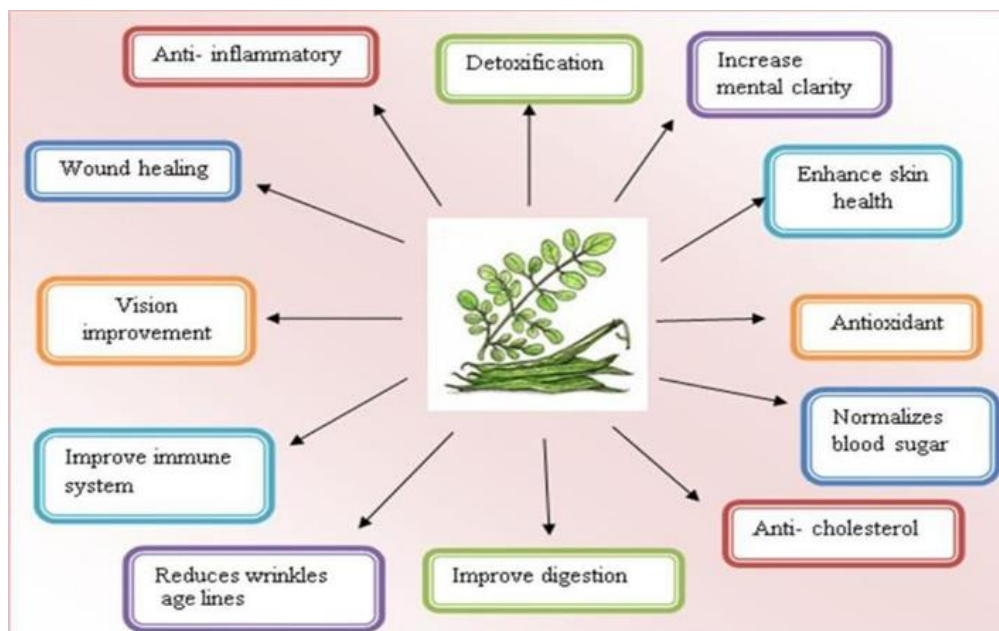 Anti- inflammatory
Detoxification
Increase
mental clarity
Wound healing
Enhance skin
health
Vision
improvement
Antioxidant
Normalizes
blood sugar
Improve immune
system
Anti- cholesterol
Reduces wrinkles
age lines
Improve digestion